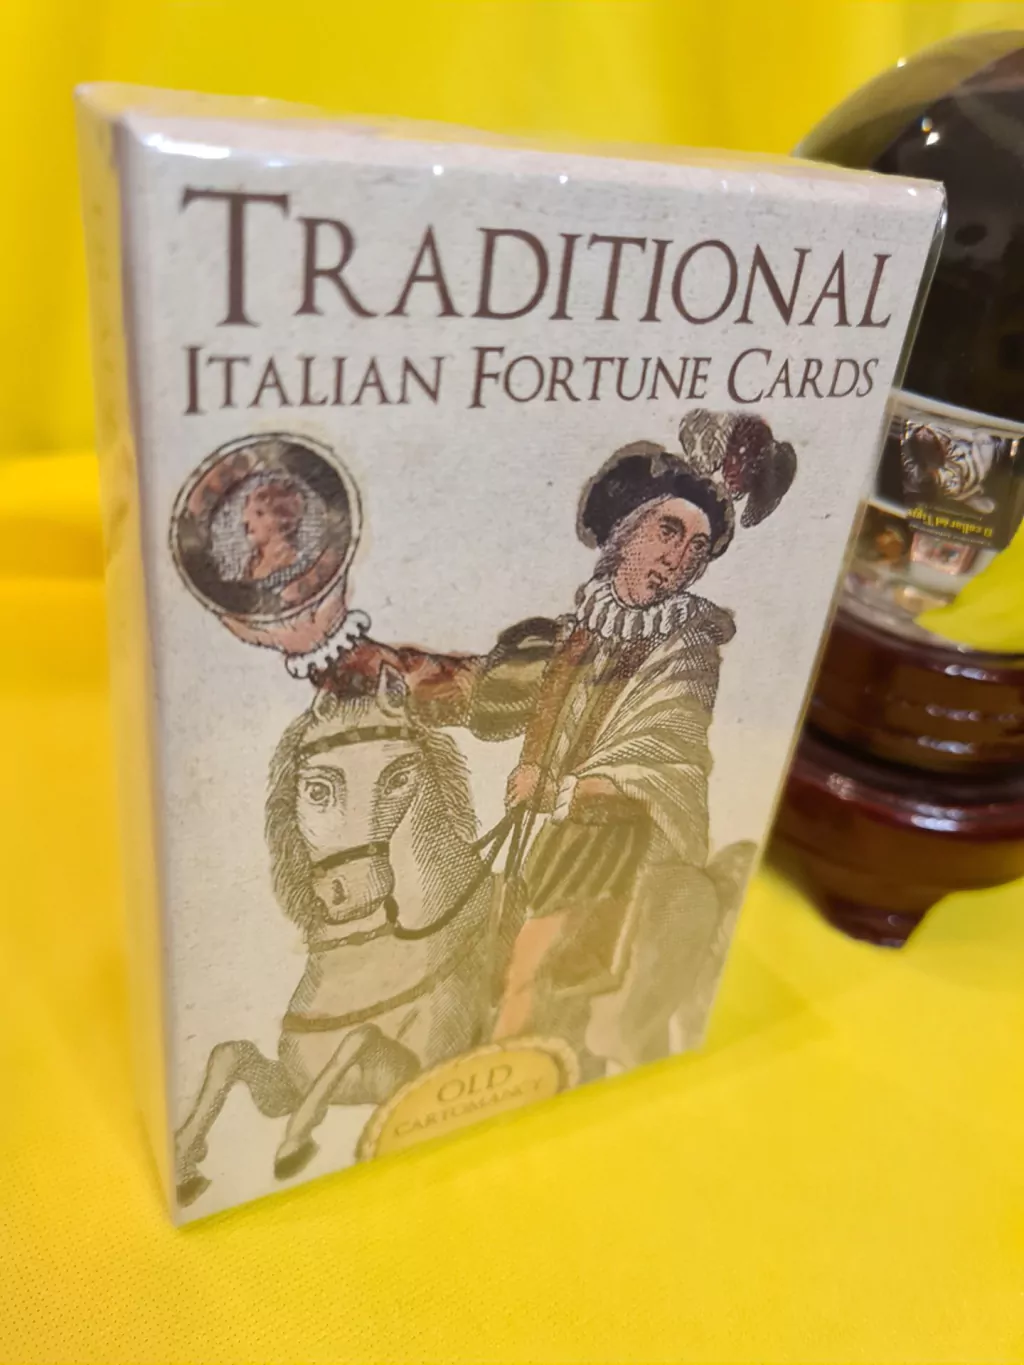 TRADITIONAL
ITALIAN FORTUNE CARDS
OLD
CARTOMANCY